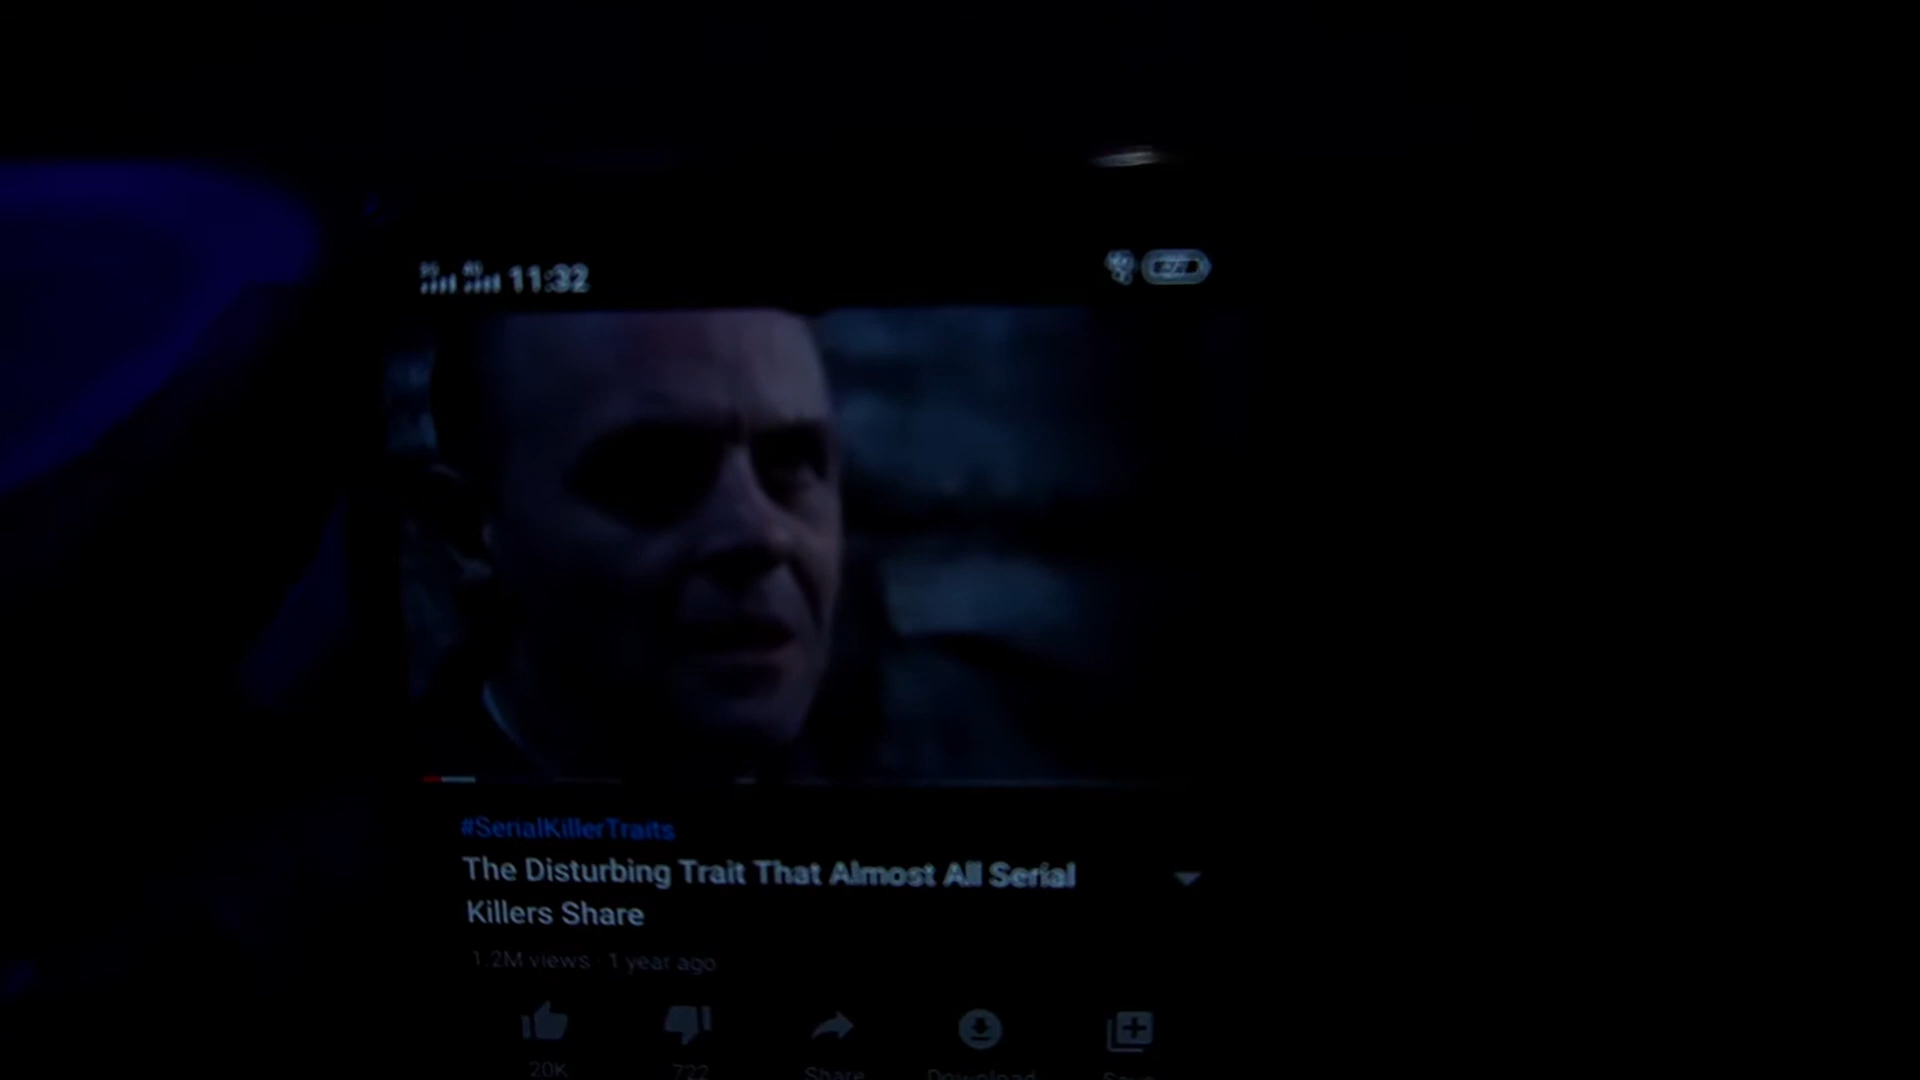 11:32
#SerialKillerTraits
The Disturbing Trait That Almost All Serial
Killers Share
1.2M views · 1 year ago
20K 722 Share Download